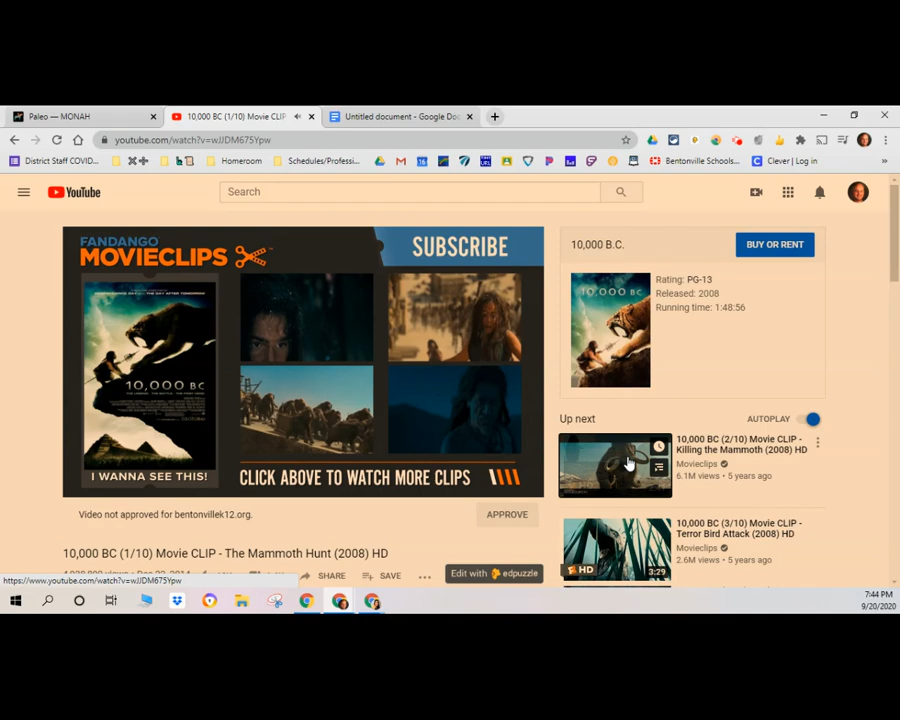 Paleo — MONAH
10,000 BC (1/10) Movie CLIP
Untitled document - Google Doc
youtube.com/watch?v=wJJDM675Ypw
District Staff COVID...
Homeroom
Schedules/Professi...
Bentonville Schools...
Clever | Log in
YouTube
Search
FANDANGO
MOVIECLIPS
SUBSCRIBE
10,000 BC
I WANNA SEE THIS!
CLICK ABOVE TO WATCH MORE CLIPS
10,000 B.C.
BUY OR RENT
10,000 BC
Rating: PG-13
Released: 2008
Running time: 1:48:56
Up next
AUTOPLAY
10,000 BC (2/10) Movie CLIP -
Killing the Mammoth (2008) HD
Movieclips
6.1M views • 5 years ago
10,000 BC (3/10) Movie CLIP -
Terror Bird Attack (2008) HD
Movieclips
2.6M views • 5 years ago
HD
3:29
Video not approved for bentonvillek12.org.
APPROVE
10,000 BC (1/10) Movie CLIP - The Mammoth Hunt (2008) HD
SHARE
SAVE
Edit with edpuzzle
https://www.youtube.com/watch?v=wJJDM675Ypw
7:44 PM
9/20/2020